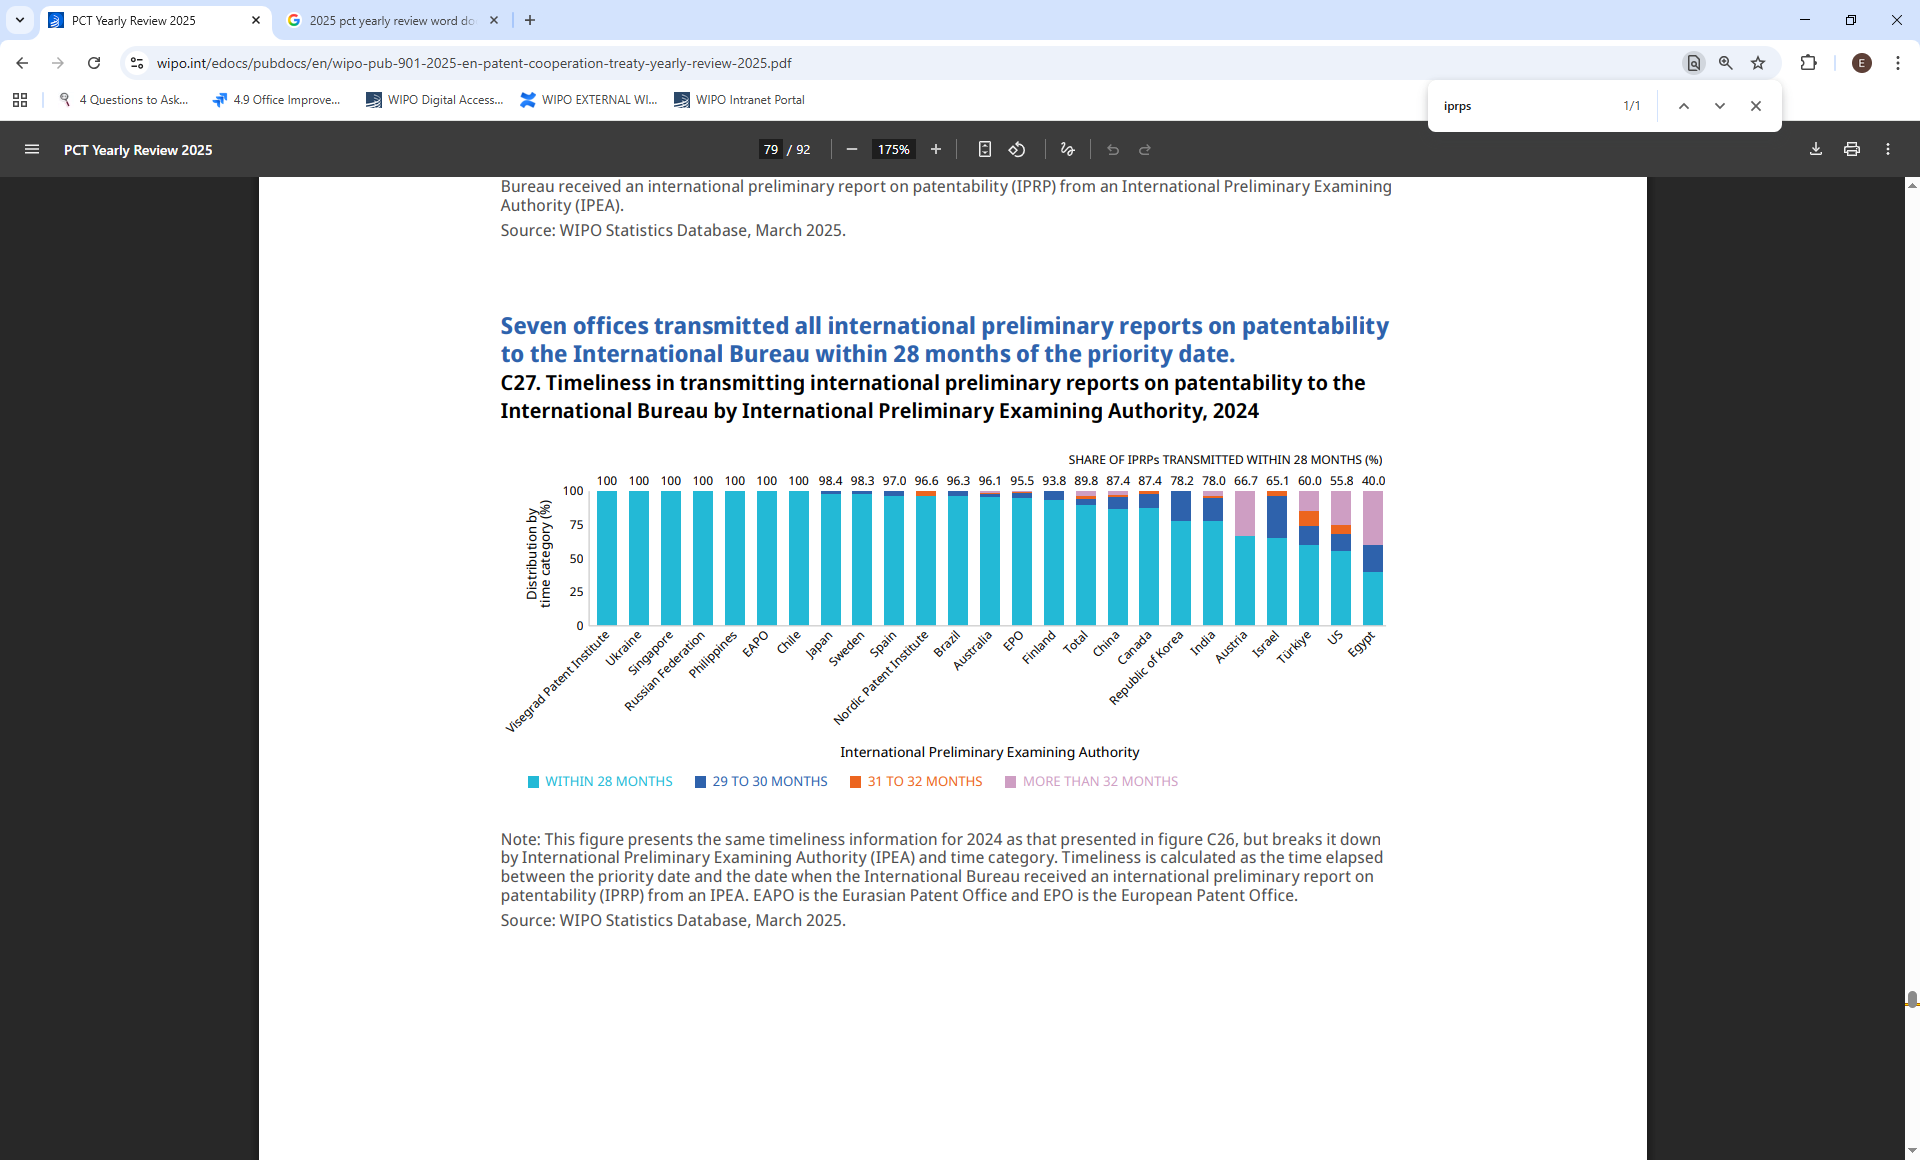 PCT Yearly Review 2025
2025 pct yearly review word do
wipo.int/edocs/pubdocs/en/wipo-pub-901-2025-en-patent-cooperation-treaty-yearly-review-2025.pdf
E
4 Questions to Ask...
4.9 Office Improve...
WIPO Digital Access...
WIPO EXTERNAL WI...
WIPO Intranet Portal
iprps
1/1
PCT Yearly Review 2025
79 / 92
175%
Bureau received an international preliminary report on patentability (IPRP) from an International Preliminary Examining
Authority (IPEA).
Source: WIPO Statistics Database, March 2025.
Seven offices transmitted all international preliminary reports on patentability
to the International Bureau within 28 months of the priority date.
C27. Timeliness in transmitting international preliminary reports on patentability to the
International Bureau by International Preliminary Examining Authority, 2024
SHARE OF IPRPs TRANSMITTED WITHIN 28 MONTHS (%)
100 100 100 100 100 100 100 98.4 98.3 97.0 96.6 96.3 96.1 95.5 93.8 89.8 87.4 87.4 78.2 78.0 66.7 65.1 60.0 55.8 40.0
Distribution by
time category (%)
100
75
50
25
0
Visegrad Patent Institute
Ukraine
Singapore
Russian Federation
Philippines
EAPO
Chile
Japan
Sweden
Spain
Nordic Patent Institute
Brazil
Australia
EPO
Finland
Total
China
Canada
Republic of Korea
India
Austria
Israel
Türkiye
US
Egypt
International Preliminary Examining Authority
WITHIN 28 MONTHS
29 TO 30 MONTHS
31 TO 32 MONTHS
MORE THAN 32 MONTHS
Note: This figure presents the same timeliness information for 2024 as that presented in figure C26, but breaks it down
by International Preliminary Examining Authority (IPEA) and time category. Timeliness is calculated as the time elapsed
between the priority date and the date when the International Bureau received an international preliminary report on
patentability (IPRP) from an IPEA. EAPO is the Eurasian Patent Office and EPO is the European Patent Office.
Source: WIPO Statistics Database, March 2025.